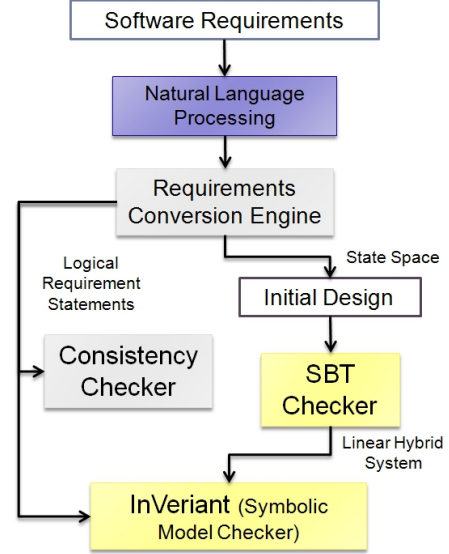 Software Requirements
Natural Language
Processing
Requirements
Conversion Engine
State Space
Logical
Requirement
Statements
Initial Design
Consistency
Checker
SBT
Checker
Linear Hybrid
System
InVeriant (Symbolic
Model Checker)